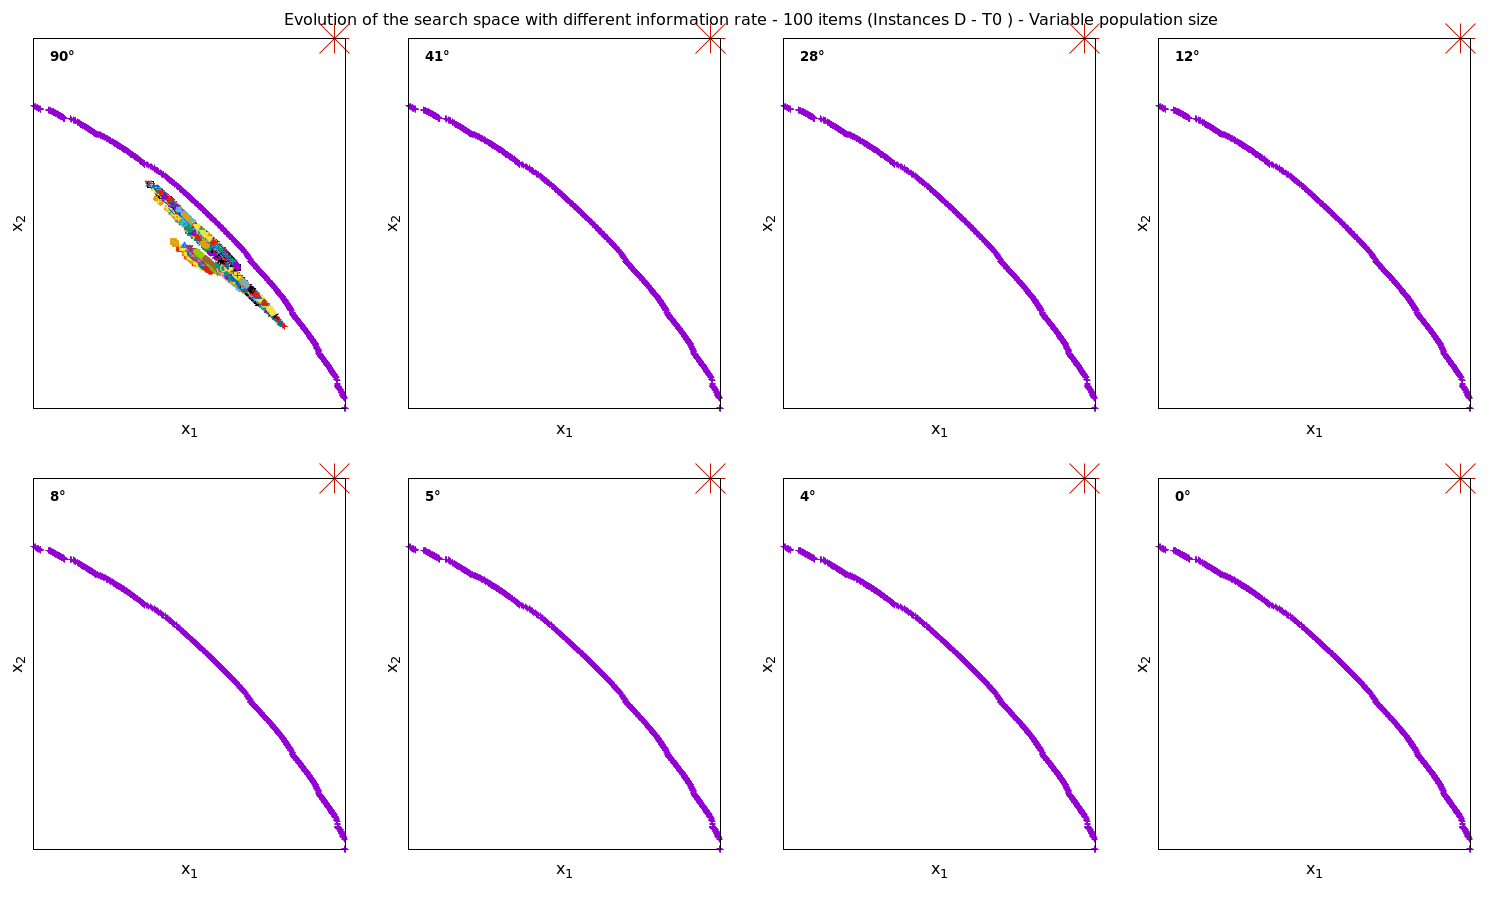 Evolution of the search space with different information rate - 100 items (Instances D - T0 ) - Variable population size
90°
41°
28°
12°
x2
x2
x2
x2
x1
x1
x1
x1
8°
5°
4°
0°
x2
x2
x2
x2
x1
x1
x1
x1